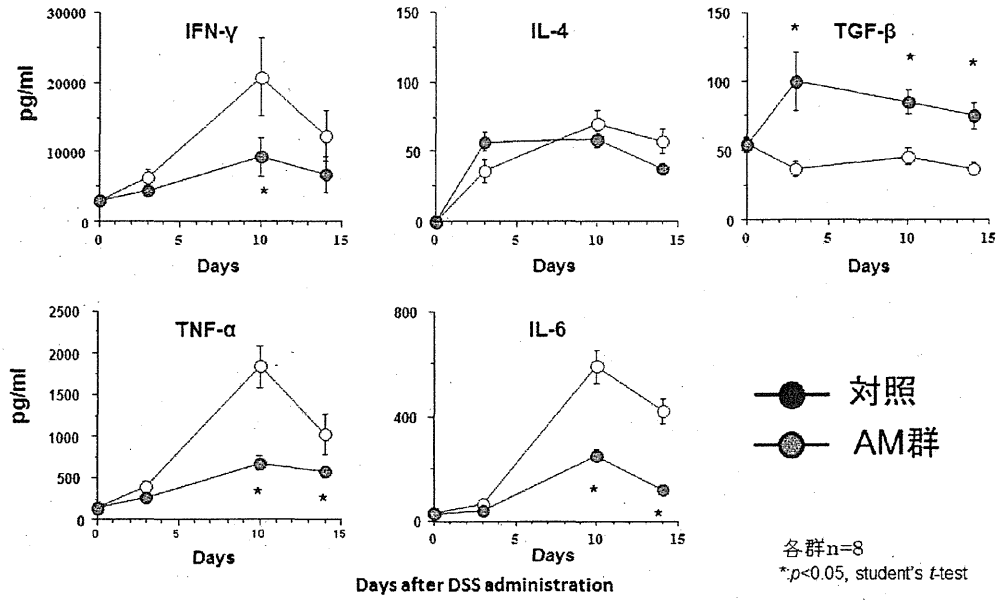 IFN-γ
30000
20000
10000
0
pg/ml
0 5 10 15
Days
*
IL-4
150
100
50
0
0 5 10 15
Days
TGF-β
150
100
50
0
0 5 10 15
Days
* * *
TNF-α
2500
2000
1500
1000
500
0
pg/ml
0 5 10 15
Days
* *
IL-6
800
400
0
0 5 10 15
Days
* *
対照
AM群
各群n=8
*:p<0.05, student's t-test
Days after DSS administration